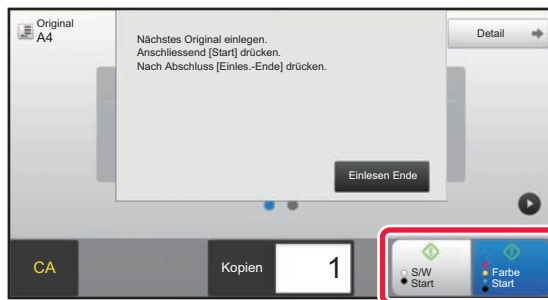 Original
A4
Nächstes Original einlegen.
Anschliessend [Start] drücken.
Nach Abschluss [Einles.-Ende] drücken.
Detail
Einlesen Ende
CA
Kopien
1
S/W
Start
Farbe
Start